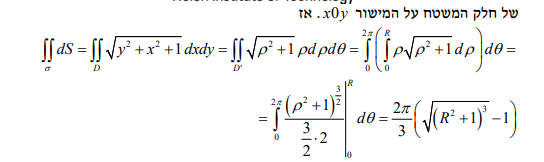 של חלק המשטח על המישור x0y. אז
∬_σ dS = ∬_D √(y² + x² + 1) dxdy = ∬_{D'} √(ρ² + 1) ρ dρ dθ = ∫_0^{2π} ( ∫_0^R ρ√(ρ² + 1) dρ ) dθ =
= ∫_0^{2π} (ρ² + 1)^{3/2} / (3/2 · 2) |_0^R dθ = 2π/3 ( √((R² + 1)³) − 1 )